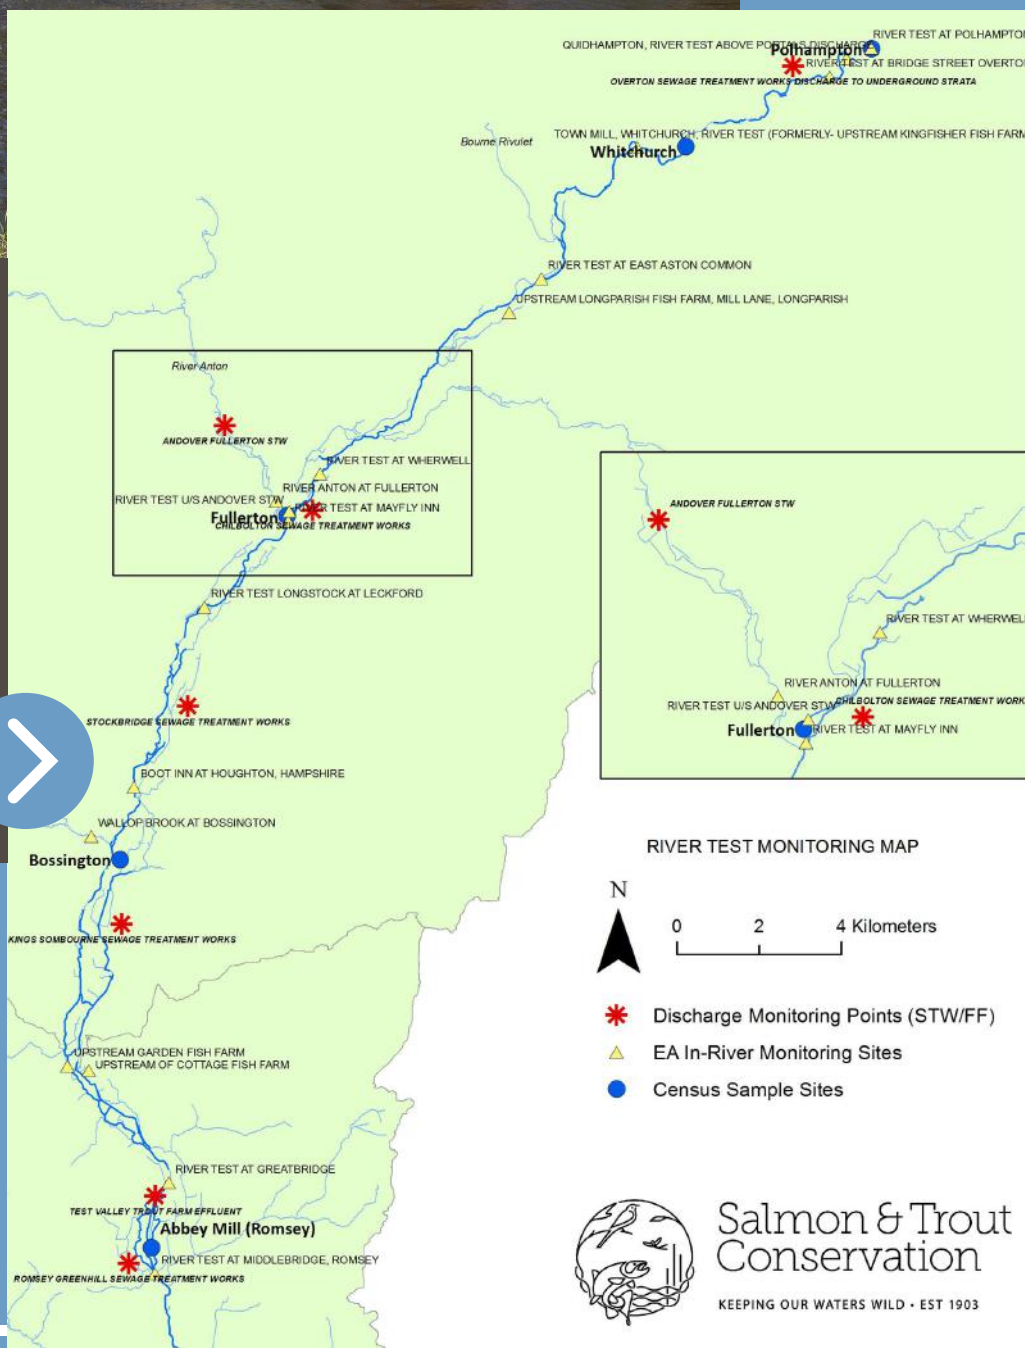 RIVER TEST AT POLHAMPTON
QUIDHAMPTON, RIVER TEST ABOVE PORTALS DISCHARGE
Polhampton
RIVER TEST AT BRIDGE STREET OVERTON
OVERTON SEWAGE TREATMENT WORKS DISCHARGE TO UNDERGROUND STRATA
TOWN MILL, WHITCHURCH, RIVER TEST (FORMERLY- UPSTREAM KINGFISHER FISH FARM
Bourne Rivulet
Whitchurch
RIVER TEST AT EAST ASTON COMMON
UPSTREAM LONGPARISH FISH FARM, MILL LANE, LONGPARISH
River Anton
ANDOVER FULLERTON STW
RIVER TEST AT WHERWELL
RIVER ANTON AT FULLERTON
RIVER TEST U/S ANDOVER STW
RIVER TEST AT MAYFLY INN
Fullerton
CHILBOLTON SEWAGE TREATMENT WORKS
ANDOVER FULLERTON STW
RIVER TEST AT WHERWELL
RIVER ANTON AT FULLERTON
RIVER TEST U/S ANDOVER STW
CHILBOLTON SEWAGE TREATMENT WORK
Fullerton
RIVER TEST AT MAYFLY INN
RIVER TEST LONGSTOCK AT LECKFORD
STOCKBRIDGE SEWAGE TREATMENT WORKS
BOOT INN AT HOUGHTON, HAMPSHIRE
WALLOP BROOK AT BOSSINGTON
Bossington
KINGS SOMBOURNE SEWAGE TREATMENT WORKS
UPSTREAM GARDEN FISH FARM
UPSTREAM OF COTTAGE FISH FARM
RIVER TEST AT GREATBRIDGE
TEST VALLEY TROUT FARM EFFLUENT
Abbey Mill (Romsey)
RIVER TEST AT MIDDLEBRIDGE, ROMSEY
ROMSEY GREENHILL SEWAGE TREATMENT WORKS
RIVER TEST MONITORING MAP
N
0 2 4 Kilometers
Discharge Monitoring Points (STW/FF)
EA In-River Monitoring Sites
Census Sample Sites
Salmon & Trout
Conservation
KEEPING OUR WATERS WILD • EST 1903